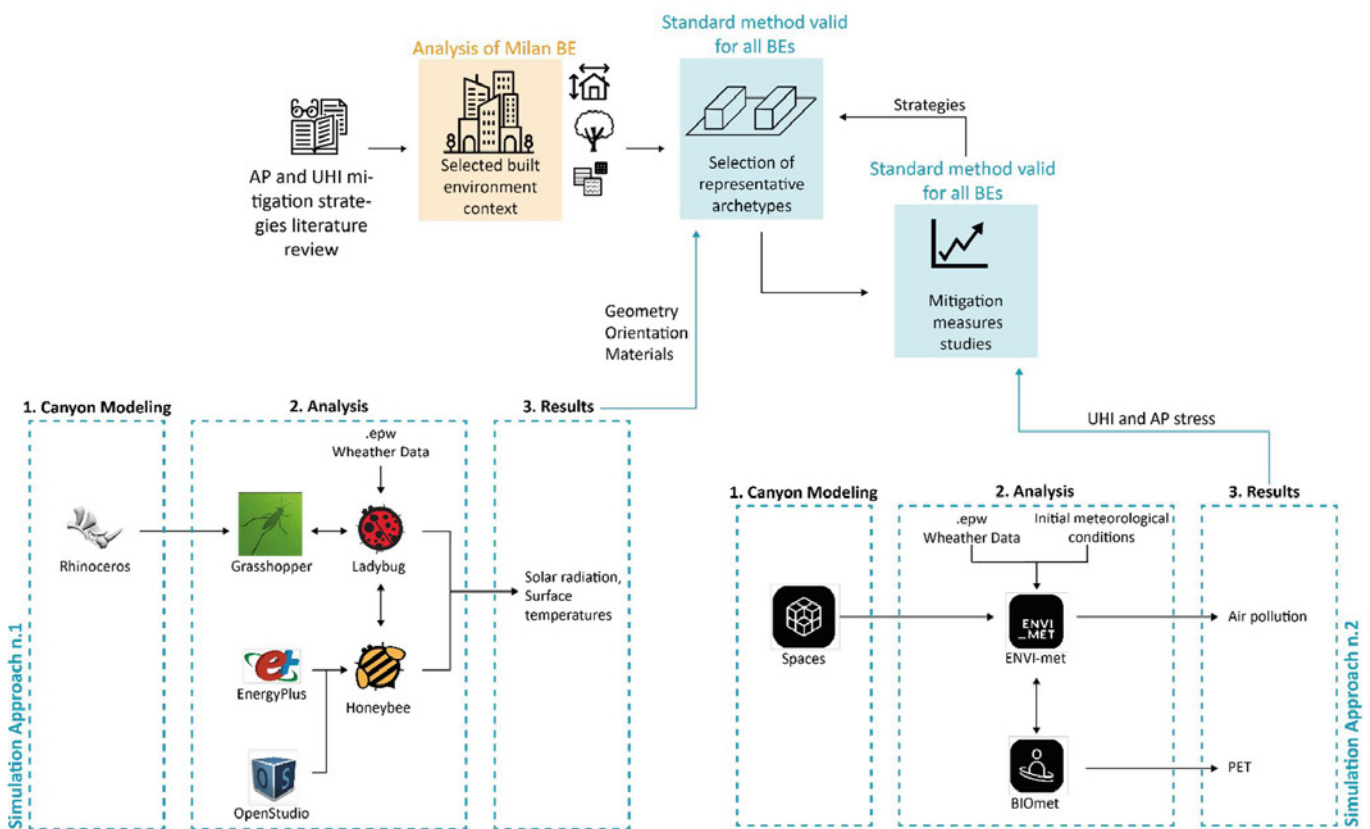 Standard method valid
for all BEs
Analysis of Milan BE
AP and UHI mi-
tigation strate-
gies literature
review
Selected built
environment
context
Selection of
representative
archetypes
Strategies
Standard method valid
for all BEs
Mitigation
measures
studies
Geometry
Orientation
Materials
UHI and AP stress
Simulation Approach n.1
1. Canyon Modeling
2. Analysis
3. Results
.epw
Wheather Data
Rhinoceros
Grasshopper
Ladybug
Solar radiation,
Surface
temperatures
et+
EnergyPlus
Honeybee
O S
OpenStudio
1. Canyon Modeling
2. Analysis
3. Results
.epw
Wheather Data
Initial meteorological
conditions
Spaces
ENVI
_MET
ENVI-met
Air pollution
BIOmet
PET
Simulation Approach n.2